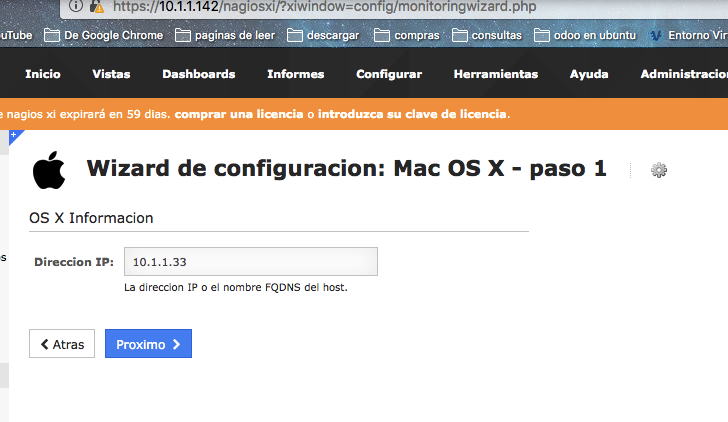 https://10.1.1.142/nagiosxi/?xiwindow=config/monitoringwizard.php
De Google Chrome paginas de leer descargar compras consultas odoo en ubuntu Entorno
Inicio Vistas Dashboards Informes Configurar Herramientas Ayuda
nagios xi expirará en 59 dias. comprar una licencia o introduzca su clave de licencia.
Wizard de configuracion: Mac OS X - paso 1
OS X Informacion
Direccion IP: 10.1.1.33
La direccion IP o el nombre FQDNS del host.
Atras Proximo